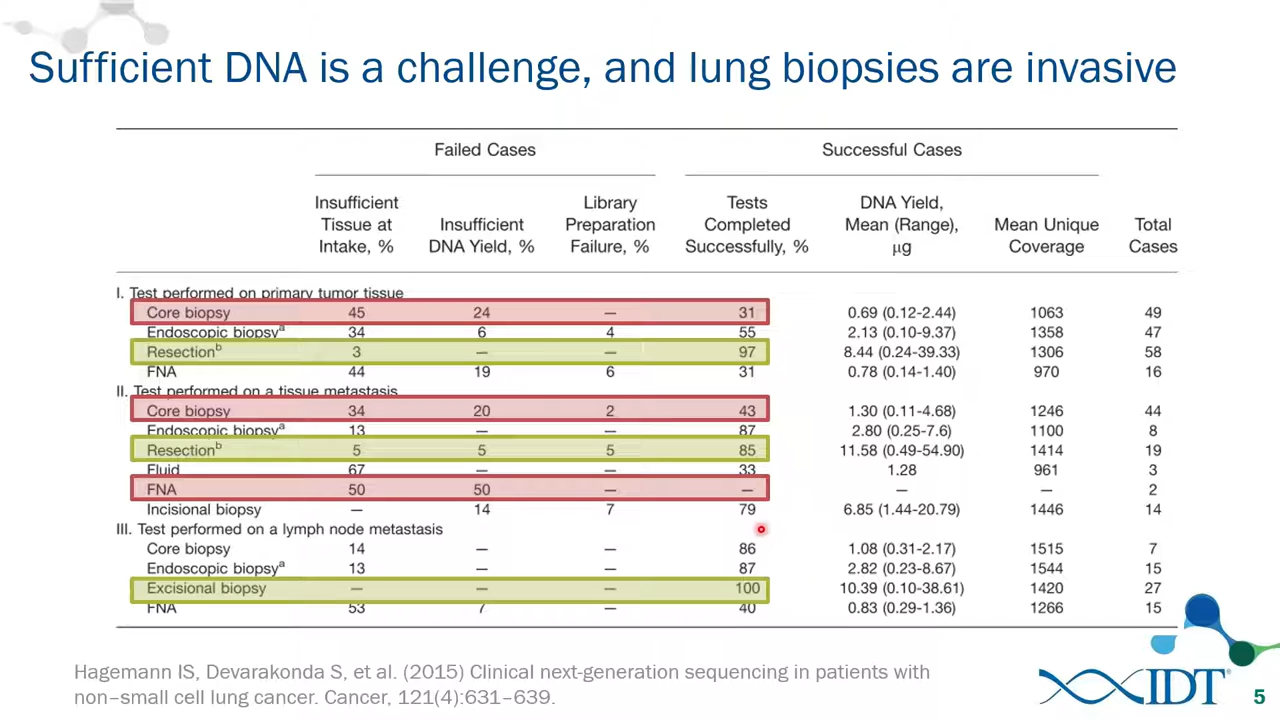 Sufficient DNA is a challenge, and lung biopsies are invasive
Failed Cases Successful Cases
Insufficient Tissue at Intake, % Insufficient DNA Yield, % Library Preparation Failure, % Tests Completed Successfully, % DNA Yield, Mean (Range), μg Mean Unique Coverage Total Cases
I. Test performed on primary tumor tissue
Core biopsy 45 24 — 31 0.69 (0.12-2.44) 1063 49
Endoscopic biopsyᵃ 34 6 4 55 2.13 (0.10-9.37) 1358 47
Resectionᵇ 3 — — 97 8.44 (0.24-39.33) 1306 58
FNA 44 19 6 31 0.78 (0.14-1.40) 970 16
II. Test performed on a tissue metastasis
Core biopsy 34 20 2 43 1.30 (0.11-4.68) 1246 44
Endoscopic biopsyᵃ 13 — — 87 2.80 (0.25-7.6) 1100 8
Resectionᵇ 5 5 5 85 11.58 (0.49-54.90) 1414 19
Fluid 67 — — 33 1.28 961 3
FNA 50 50 — — — — 2
Incisional biopsy — 14 7 79 6.85 (1.44-20.79) 1446 14
III. Test performed on a lymph node metastasis
Core biopsy 14 — — 86 1.08 (0.31-2.17) 1515 7
Endoscopic biopsyᵃ 13 — — 87 2.82 (0.23-8.67) 1544 15
Excisional biopsy — — — 100 10.39 (0.10-38.61) 1420 27
FNA 53 7 — 40 0.83 (0.29-1.36) 1266 15
Hagemann IS, Devarakonda S, et al. (2015) Clinical next-generation sequencing in patients with
non–small cell lung cancer. Cancer, 121(4):631–639.
IDT®
5